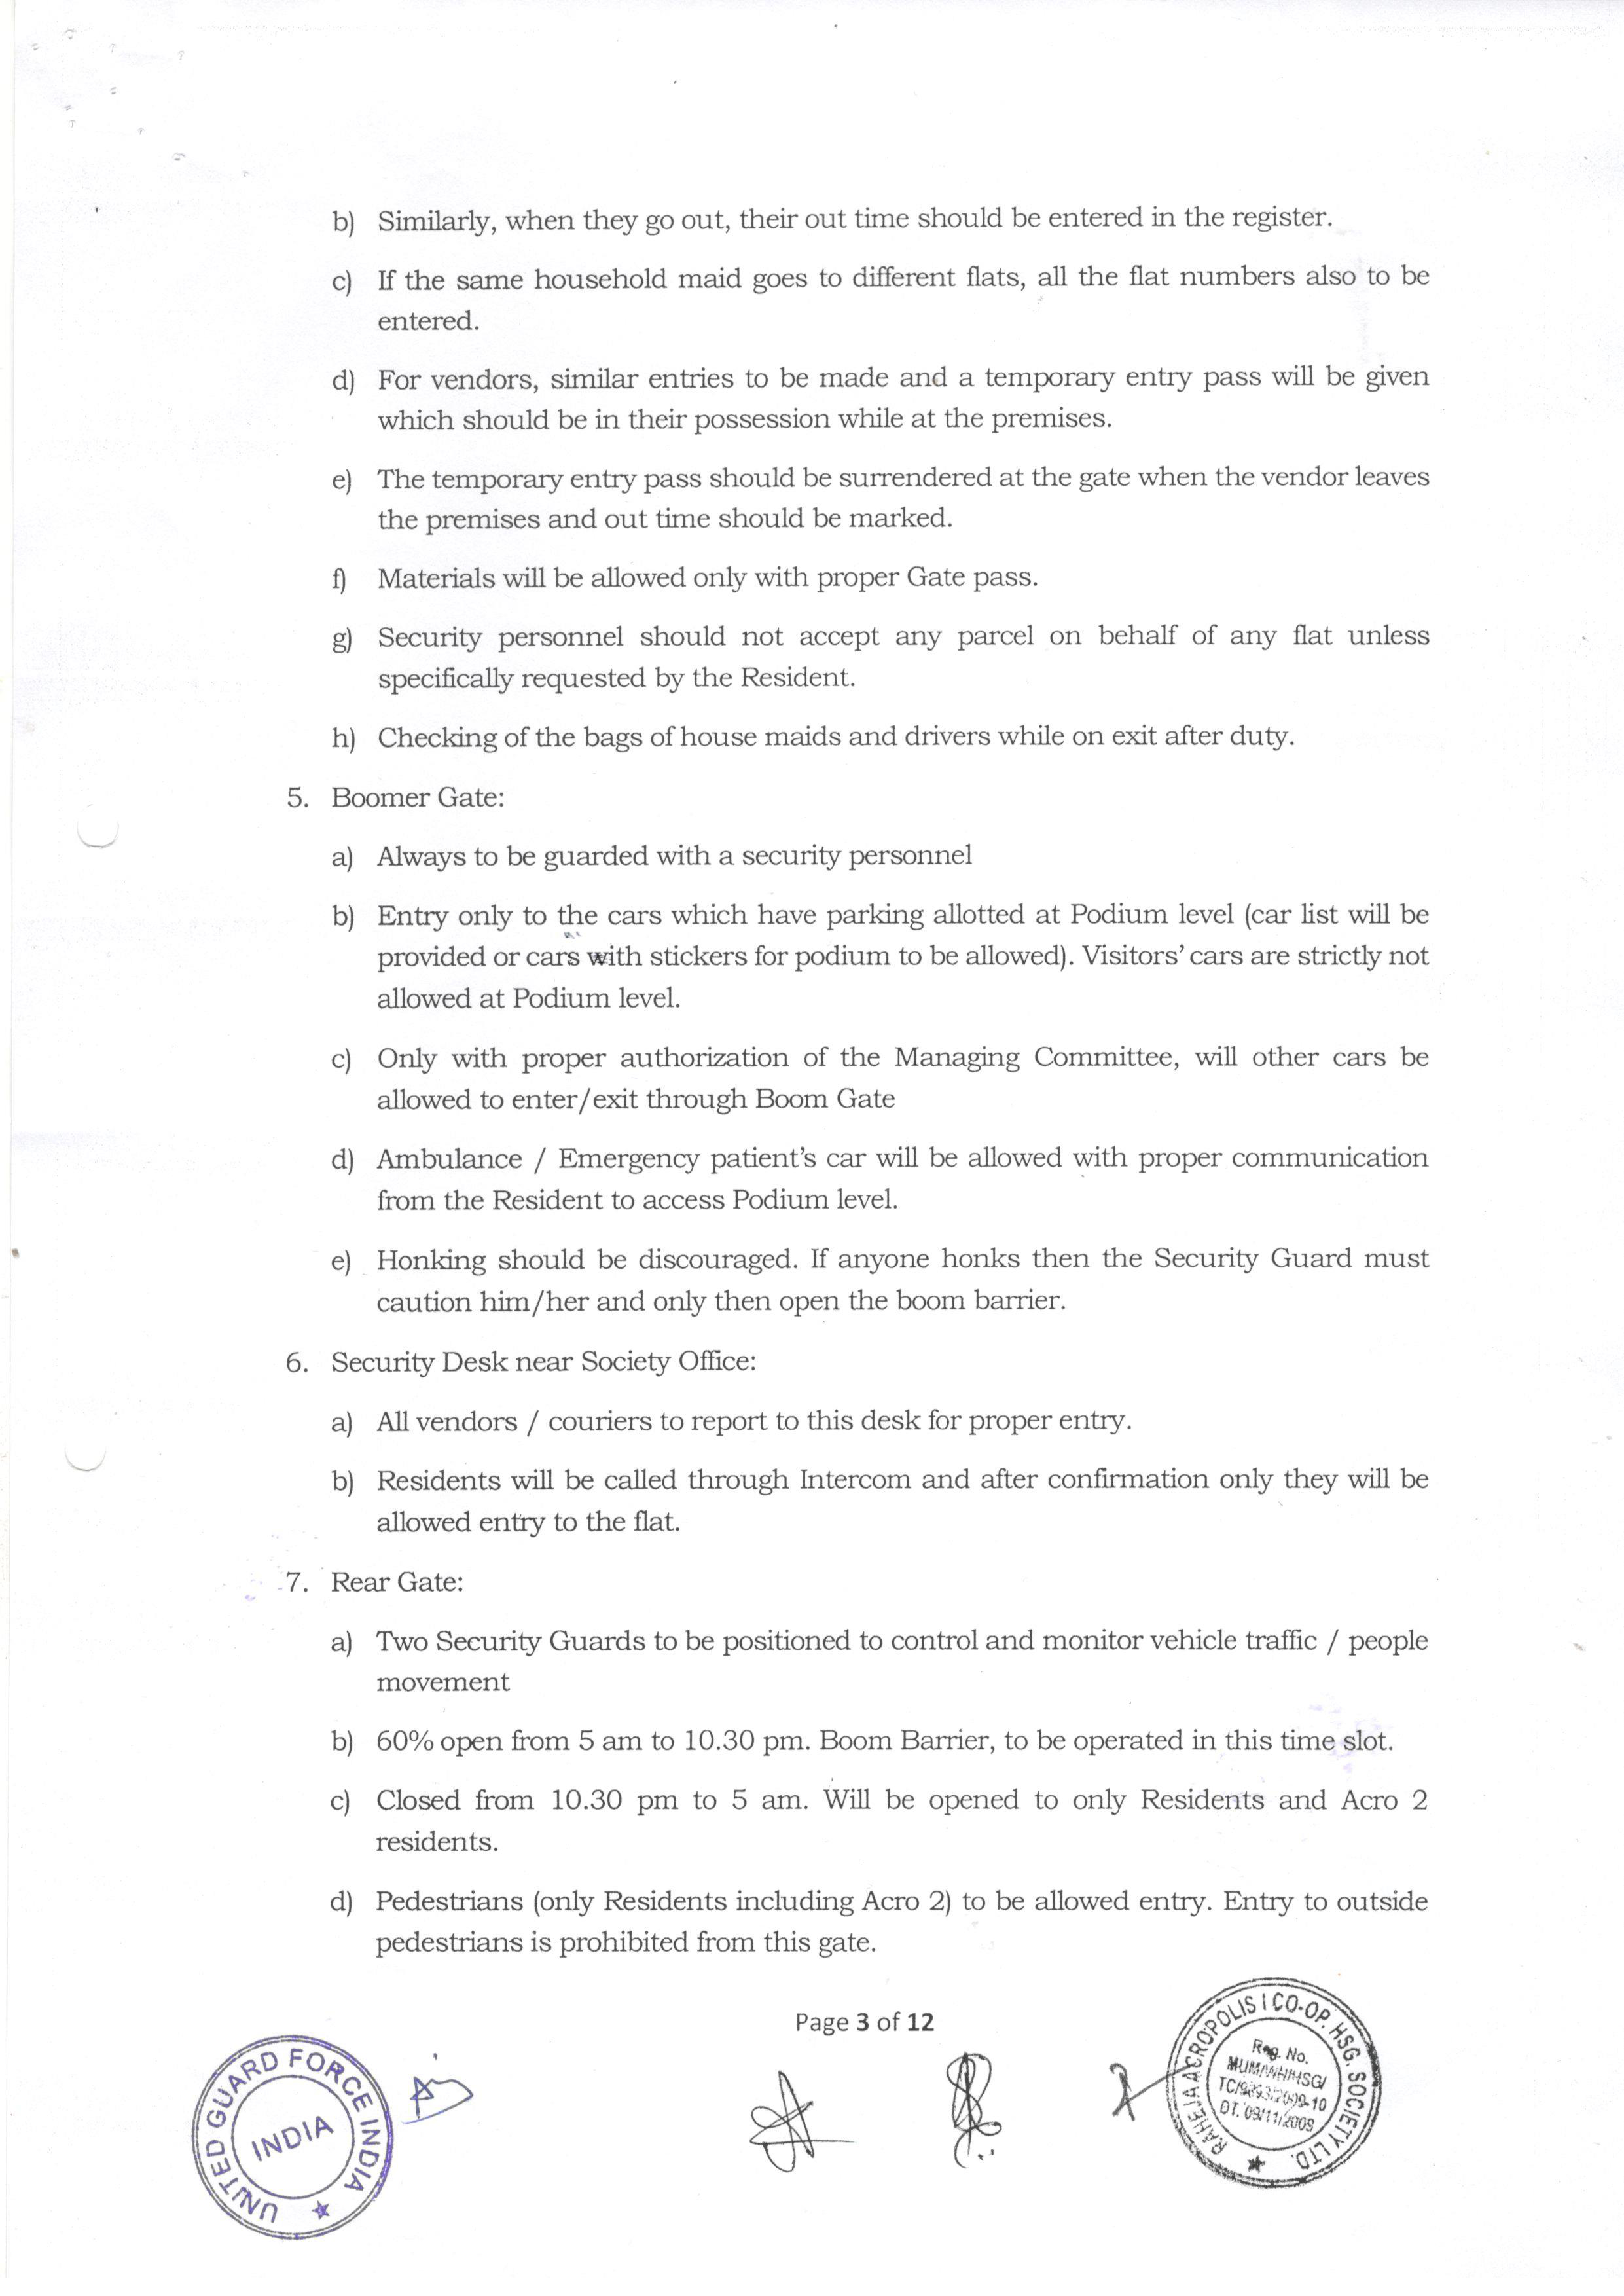 b) Similarly, when they go out, their out time should be entered in the register.
c) If the same household maid goes to different flats, all the flat numbers also to be
entered.
d) For vendors, similar entries to be made and a temporary entry pass will be given
which should be in their possession while at the premises.
e) The temporary entry pass should be surrendered at the gate when the vendor leaves
the premises and out time should be marked.
f) Materials will be allowed only with proper Gate pass.
g) Security personnel should not accept any parcel on behalf of any flat unless
specifically requested by the Resident.
h) Checking of the bags of house maids and drivers while on exit after duty.
5. Boomer Gate:
a) Always to be guarded with a security personnel
b) Entry only to the cars which have parking allotted at Podium level (car list will be
provided or cars with stickers for podium to be allowed). Visitors' cars are strictly not
allowed at Podium level.
c) Only with proper authorization of the Managing Committee, will other cars be
allowed to enter/exit through Boom Gate
d) Ambulance / Emergency patient's car will be allowed with proper communication
from the Resident to access Podium level.
e) Honking should be discouraged. If anyone honks then the Security Guard must
caution him/her and only then open the boom barrier.
6. Security Desk near Society Office:
a) All vendors / couriers to report to this desk for proper entry.
b) Residents will be called through Intercom and after confirmation only they will be
allowed entry to the flat.
7. Rear Gate:
a) Two Security Guards to be positioned to control and monitor vehicle traffic / people
movement
b) 60% open from 5 am to 10.30 pm. Boom Barrier, to be operated in this time slot.
c) Closed from 10.30 pm to 5 am. Will be opened to only Residents and Acro 2
residents.
d) Pedestrians (only Residents including Acro 2) to be allowed entry. Entry to outside
pedestrians is prohibited from this gate.
Page 3 of 12
UNITED GUARD FORCE INDIA
INDIA
RAHEJA ACROPOLIS I CO-OP. HSG. SOCIETY LTD.
Reg. No.
DT. 09/11/2009